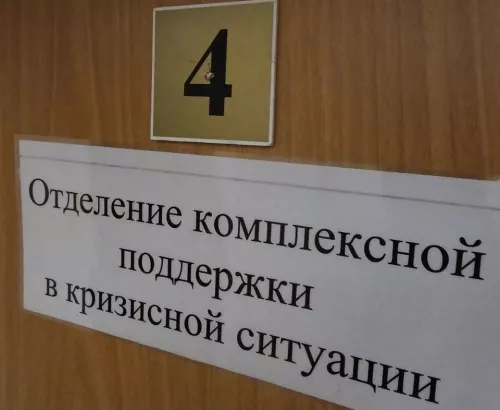 4
Отделение комплексной
поддержки
в кризисной ситуации